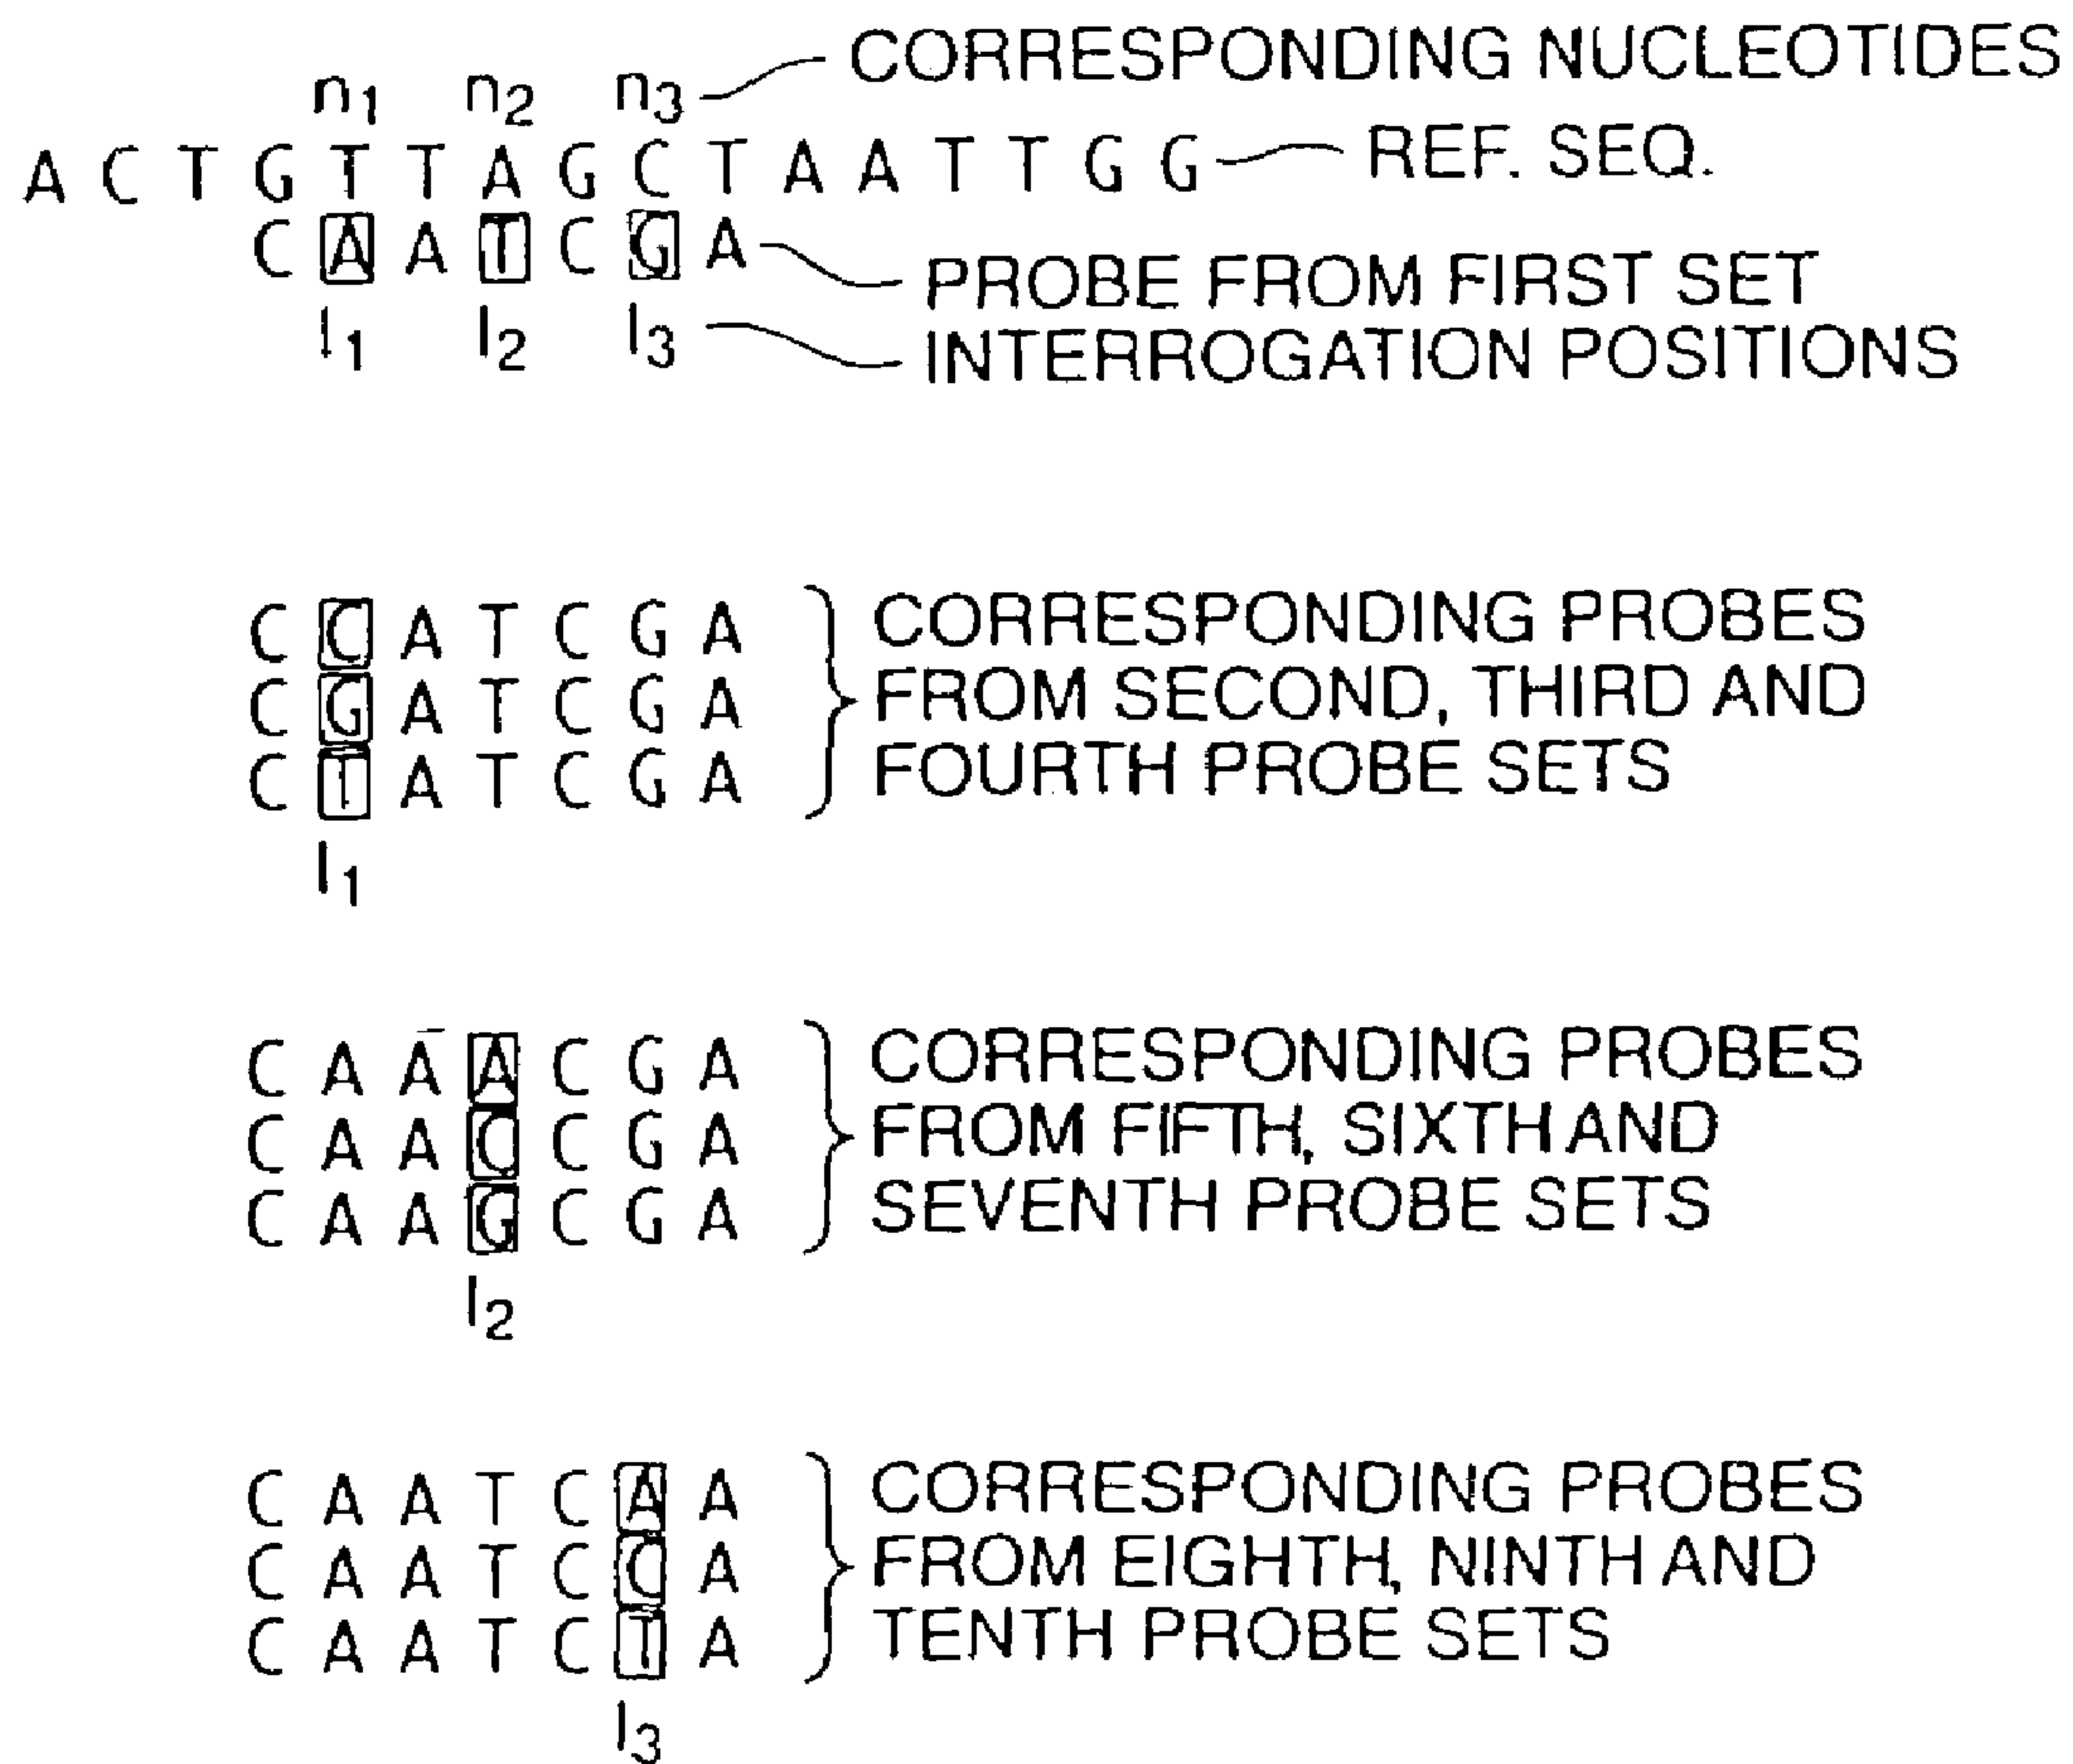 n1 n2 n3 CORRESPONDING NUCLEOTIDES
A C T G T T A G C T A A T T G G REF. SEQ.
C A A T C G A PROBE FROM FIRST SET
I1 I2 I3 INTERROGATION POSITIONS
C C A T C G A CORRESPONDING PROBES
C G A T C G A FROM SECOND, THIRD AND
C T A T C G A FOURTH PROBE SETS
I1
C A A A C G A CORRESPONDING PROBES
C A A C C G A FROM FIFTH, SIXTH AND
C A A G C G A SEVENTH PROBE SETS
I2
C A A T C A A CORRESPONDING PROBES
C A A T C C A FROM EIGHTH, NINTH AND
C A A T C T A TENTH PROBE SETS
I3